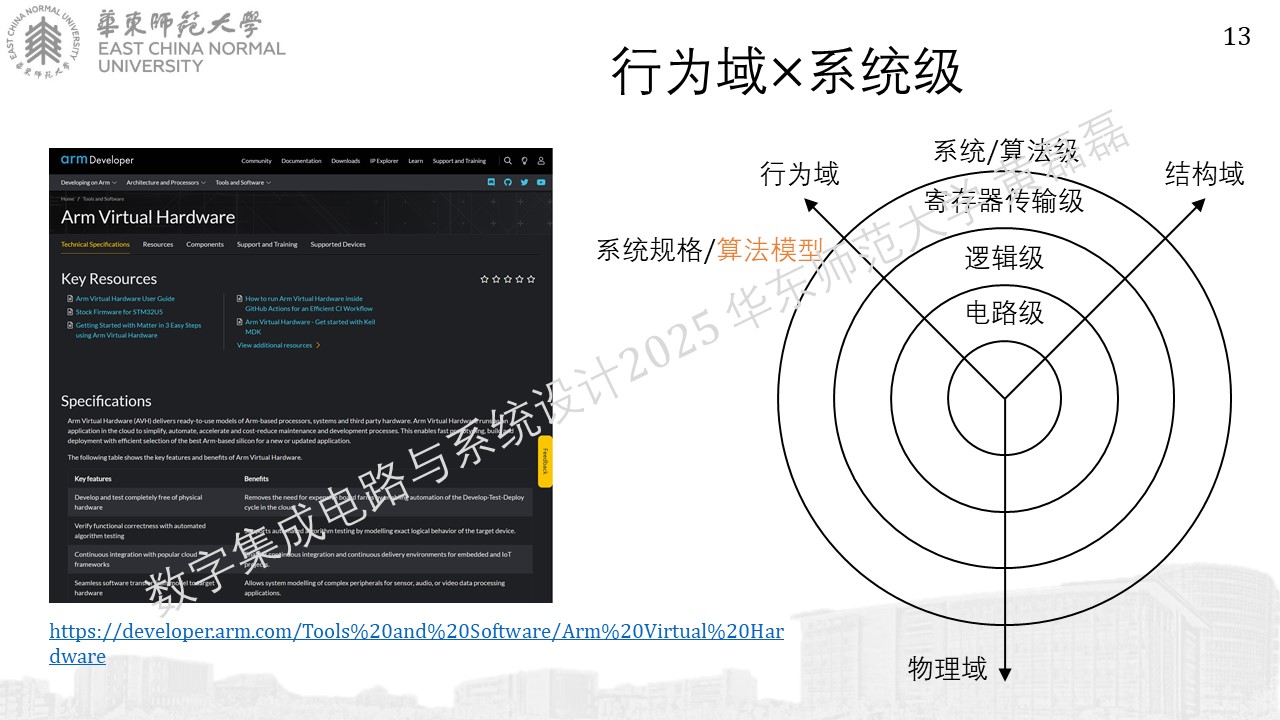 華東師範大學
EAST CHINA NORMAL
UNIVERSITY
EAST CHINA NORMAL UNIVERSITY
華東師範大學
13
行为域×系统级
arm Developer
Community Documentation Downloads IP Explorer Learn Support and Training
Developing on Arm Architecture and Processors Tools and Software
Home / Tools and Software
Arm Virtual Hardware
Technical Specifications Resources Components Support and Training Supported Devices
Key Resources
Arm Virtual Hardware User Guide
Stock Firmware for STM32U5
Getting Started with Matter in 3 Easy Steps
using Arm Virtual Hardware
How to run Arm Virtual Hardware inside
GitHub Actions for an Efficient CI Workflow
Arm Virtual Hardware - Get started with Keil
MDK
View additional resources
Specifications
Arm Virtual Hardware (AVH) delivers ready-to-use models of Arm-based processors, systems and third party hardware. Arm Virtual Hardware runs
application in the cloud to simplify, automate, accelerate and cost-reduce maintenance and development processes. This enables fast prototyping, build and
deployment with efficient selection of the best Arm-based silicon for a new or updated application.
The following table shows the key features and benefits of Arm Virtual Hardware.
Key features Benefits
Develop and test completely free of physical
hardware
Removes the need for expensive board farms by enabling automation of the Develop-Test-Deploy
cycle in the cloud.
Verify functional correctness with automated
algorithm testing
Supports automated algorithm testing by modelling exact logical behavior of the target device.
Continuous integration with popular cloud
frameworks
continuous integration and continuous delivery environments for embedded and IoT
projects.
Seamless software transfer model to target
hardware
Allows system modelling of complex peripherals for sensor, audio, or video data processing
applications.
Feedback
https://developer.arm.com/Tools%20and%20Software/Arm%20Virtual%20Har
dware
行为域
系统/算法级
结构域
寄存器传输级
系统规格/算法模型
逻辑级
电路级
物理域
数字集成电路与系统设计2025 华东师范大学 黄磊磊